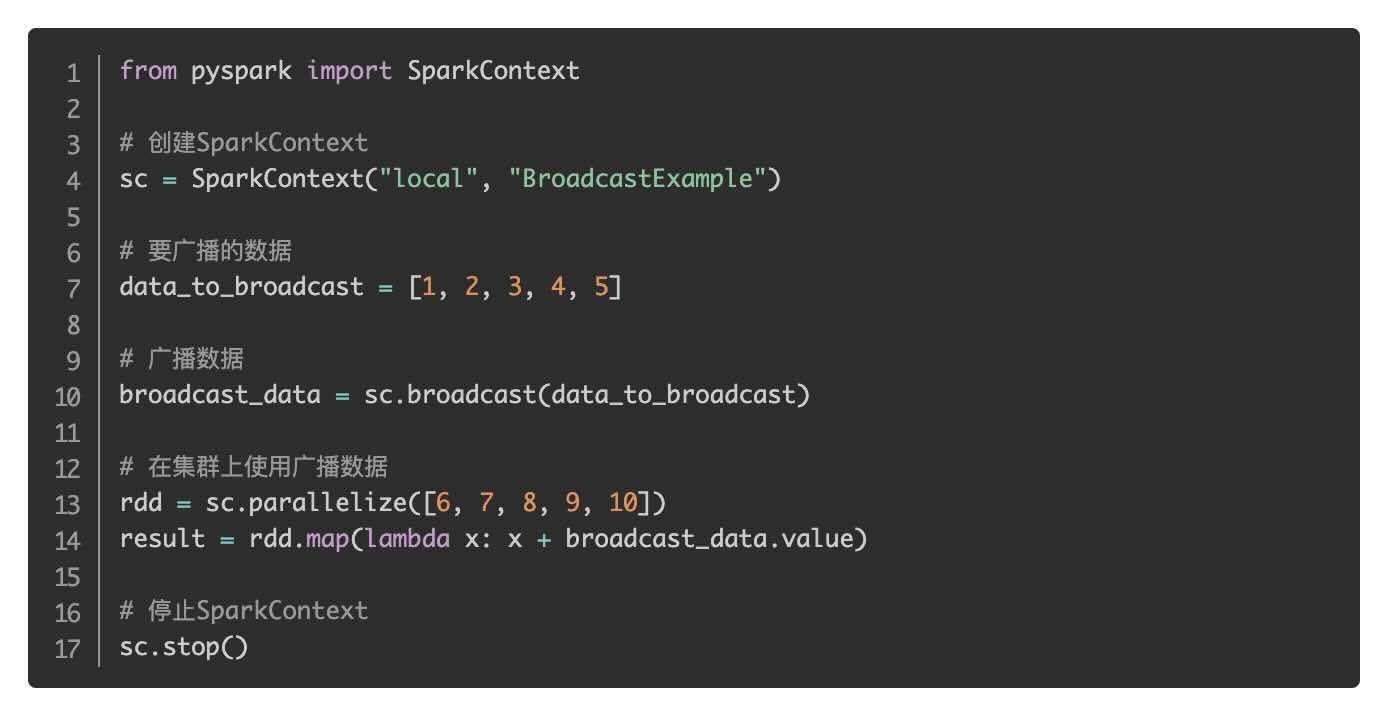 1 from pyspark import SparkContext
2
3 # 创建SparkContext
4 sc = SparkContext("local", "BroadcastExample")
5
6 # 要广播的数据
7 data_to_broadcast = [1, 2, 3, 4, 5]
8
9 # 广播数据
10 broadcast_data = sc.broadcast(data_to_broadcast)
11
12 # 在集群上使用广播数据
13 rdd = sc.parallelize([6, 7, 8, 9, 10])
14 result = rdd.map(lambda x: x + broadcast_data.value)
15
16 # 停止SparkContext
17 sc.stop()